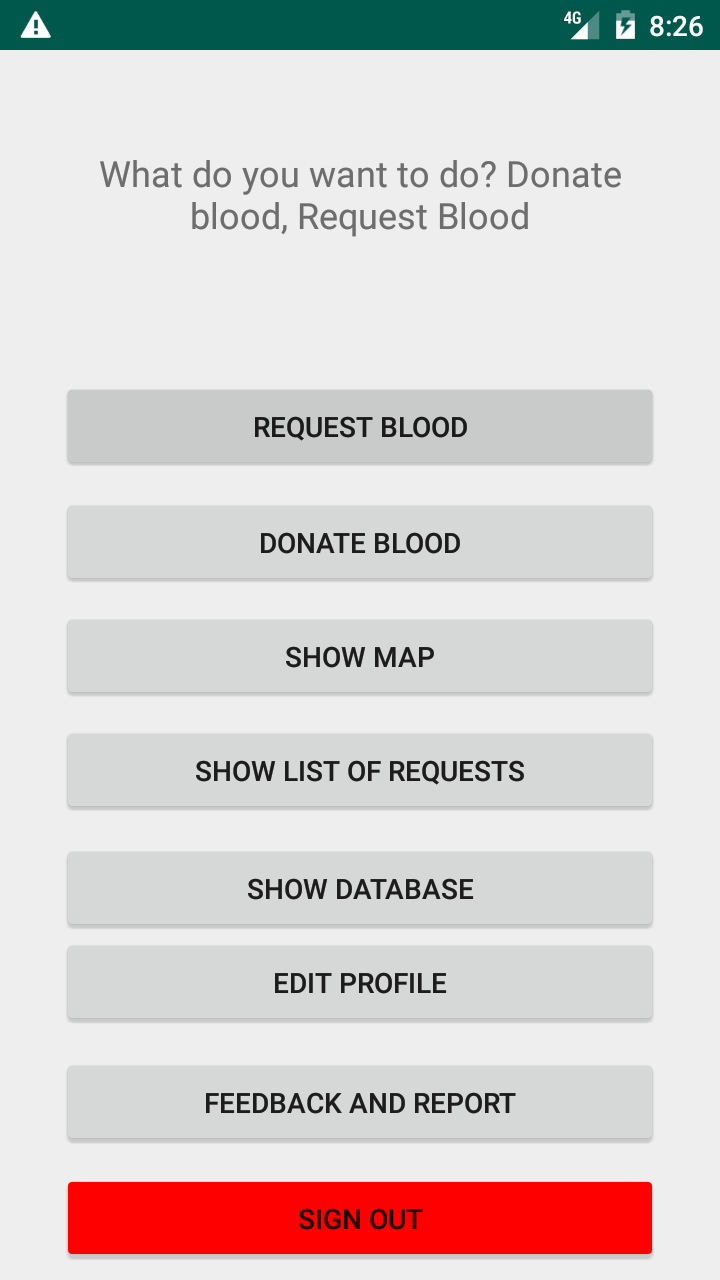 4G 8:26
What do you want to do? Donate
blood, Request Blood
REQUEST BLOOD
DONATE BLOOD
SHOW MAP
SHOW LIST OF REQUESTS
SHOW DATABASE
EDIT PROFILE
FEEDBACK AND REPORT
SIGN OUT